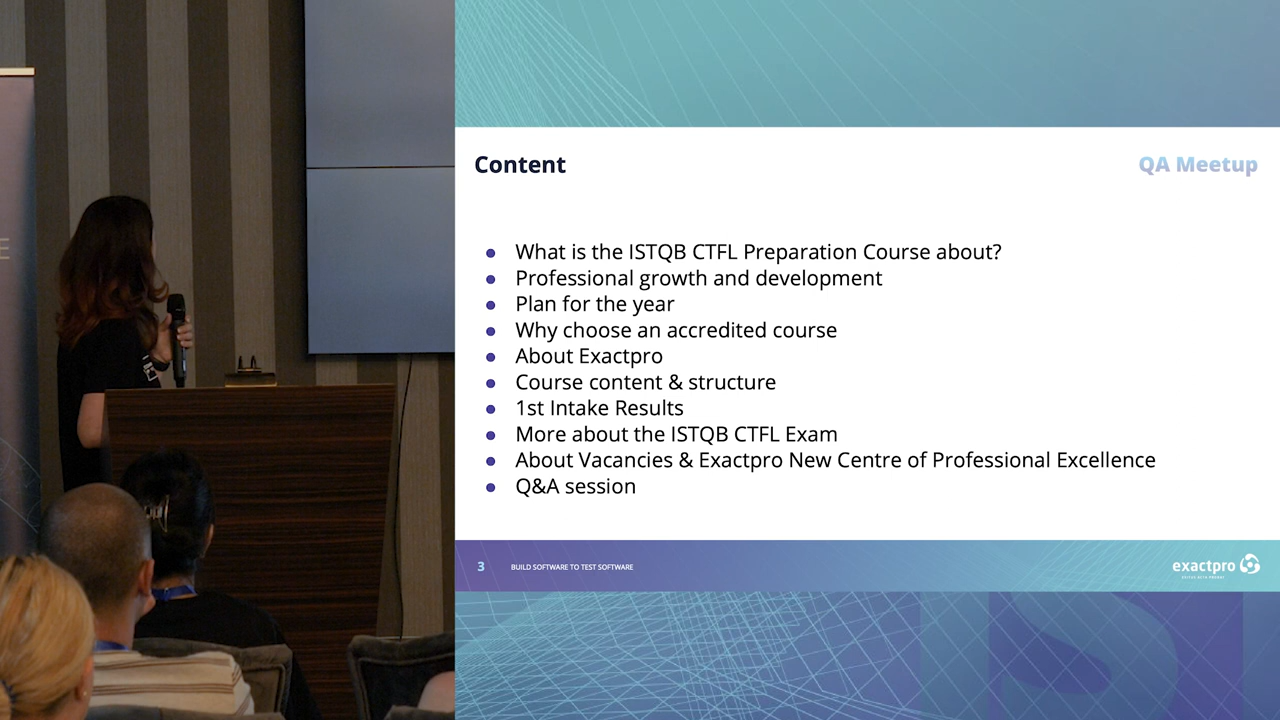 Content
QA Meetup
What is the ISTQB CTFL Preparation Course about?
Professional growth and development
Plan for the year
Why choose an accredited course
About Exactpro
Course content & structure
1st Intake Results
More about the ISTQB CTFL Exam
About Vacancies & Exactpro New Centre of Professional Excellence
Q&A session
3
BUILD SOFTWARE TO TEST SOFTWARE
exactpro
E